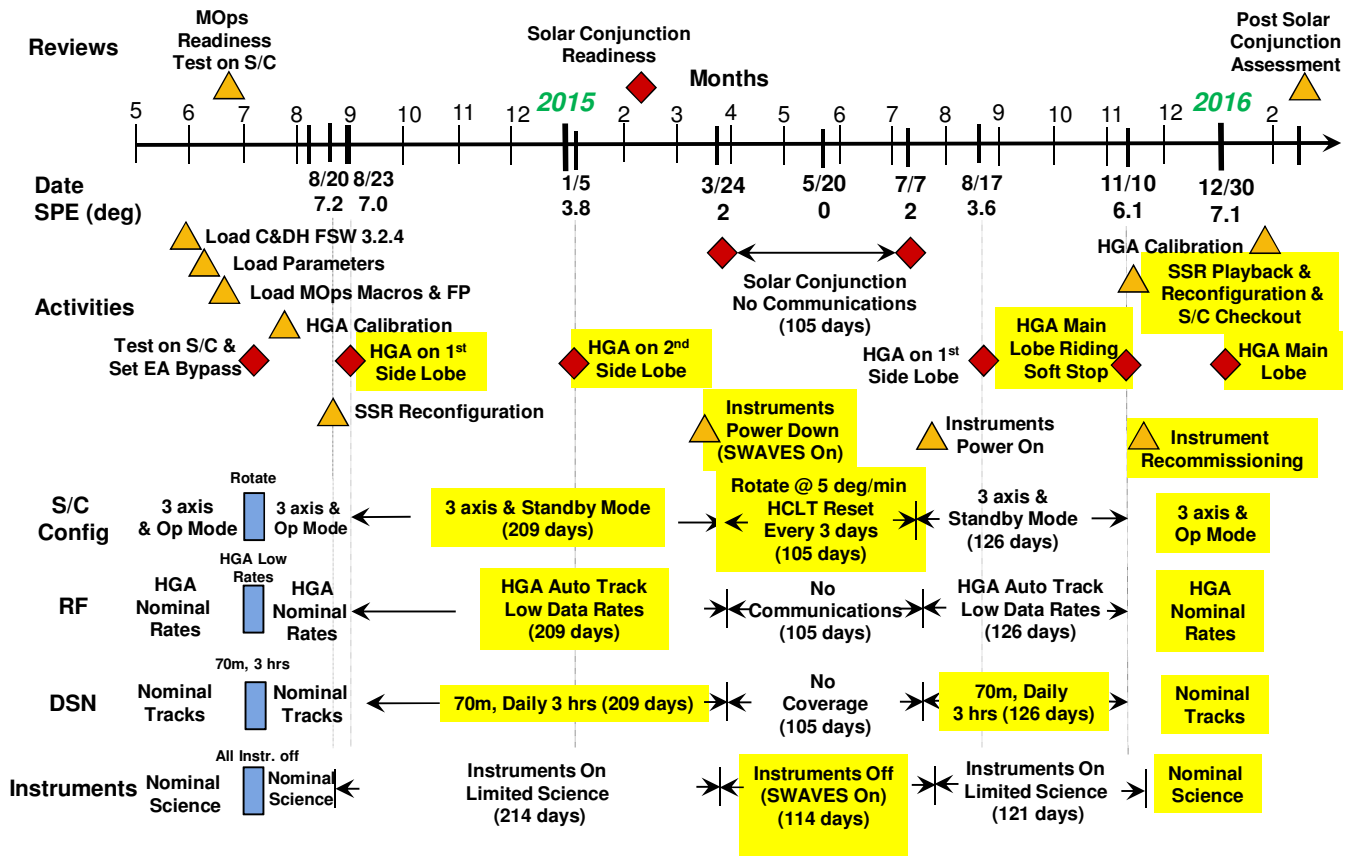 MOps
Readiness
Test on S/C
Reviews
Solar Conjunction
Readiness
Post Solar
Conjunction
Assessment
Months
5 6 7 8 9 10 11 12 2015 2 3 4 5 6 7 8 9 10 11 12 2016 2
Date
SPE (deg)
8/20
7.2
8/23
7.0
1/5
3.8
3/24
2
5/20
0
7/7
2
8/17
3.6
11/10
6.1
12/30
7.1
Activities
Load C&DH FSW 3.2.4
Load Parameters
Load MOps Macros & FP
HGA Calibration
Test on S/C &
Set EA Bypass
HGA on 1st
Side Lobe
SSR Reconfiguration
HGA on 2nd
Side Lobe
Solar Conjunction
No Communications
(105 days)
Instruments
Power Down
(SWAVES On)
HGA on 1st
Side Lobe
Instruments
Power On
HGA Main
Lobe Riding
Soft Stop
HGA Calibration
SSR Playback &
Reconfiguration &
S/C Checkout
HGA Main
Lobe
Instrument
Recommissioning
S/C
Config
3 axis
& Op Mode
Rotate
3 axis &
Op Mode
3 axis & Standby Mode
(209 days)
Rotate @ 5 deg/min
HCLT Reset
Every 3 days
(105 days)
3 axis &
Standby Mode
(126 days)
3 axis &
Op Mode
RF
HGA
Nominal
Rates
HGA Low
Rates
HGA
Nominal
Rates
HGA Auto Track
Low Data Rates
(209 days)
No
Communications
(105 days)
HGA Auto Track
Low Data Rates
(126 days)
HGA
Nominal
Rates
DSN
Nominal
Tracks
70m, 3 hrs
Nominal
Tracks
70m, Daily 3 hrs (209 days)
No
Coverage
(105 days)
70m, Daily
3 hrs (126 days)
Nominal
Tracks
Instruments
Nominal
Science
All Instr. off
Nominal
Science
Instruments On
Limited Science
(214 days)
Instruments Off
(SWAVES On)
(114 days)
Instruments On
Limited Science
(121 days)
Nominal
Science